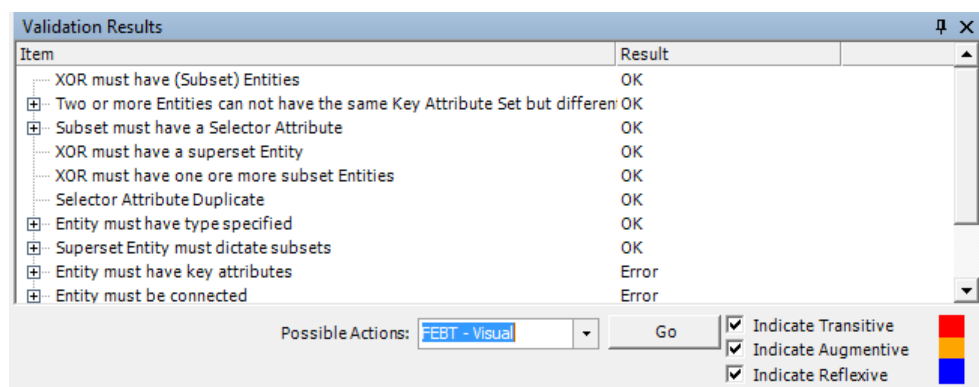 Validation Results
Item Result
XOR must have (Subset) Entities OK
Two or more Entities can not have the same Key Attribute Set but differen OK
Subset must have a Selector Attribute OK
XOR must have a superset Entity OK
XOR must have one ore more subset Entities OK
Selector Attribute Duplicate OK
Entity must have type specified OK
Superset Entity must dictate subsets OK
Entity must have key attributes Error
Entity must be connected Error
Possible Actions: FEBT - Visual Go Indicate Transitive
Indicate Augmentive
Indicate Reflexive